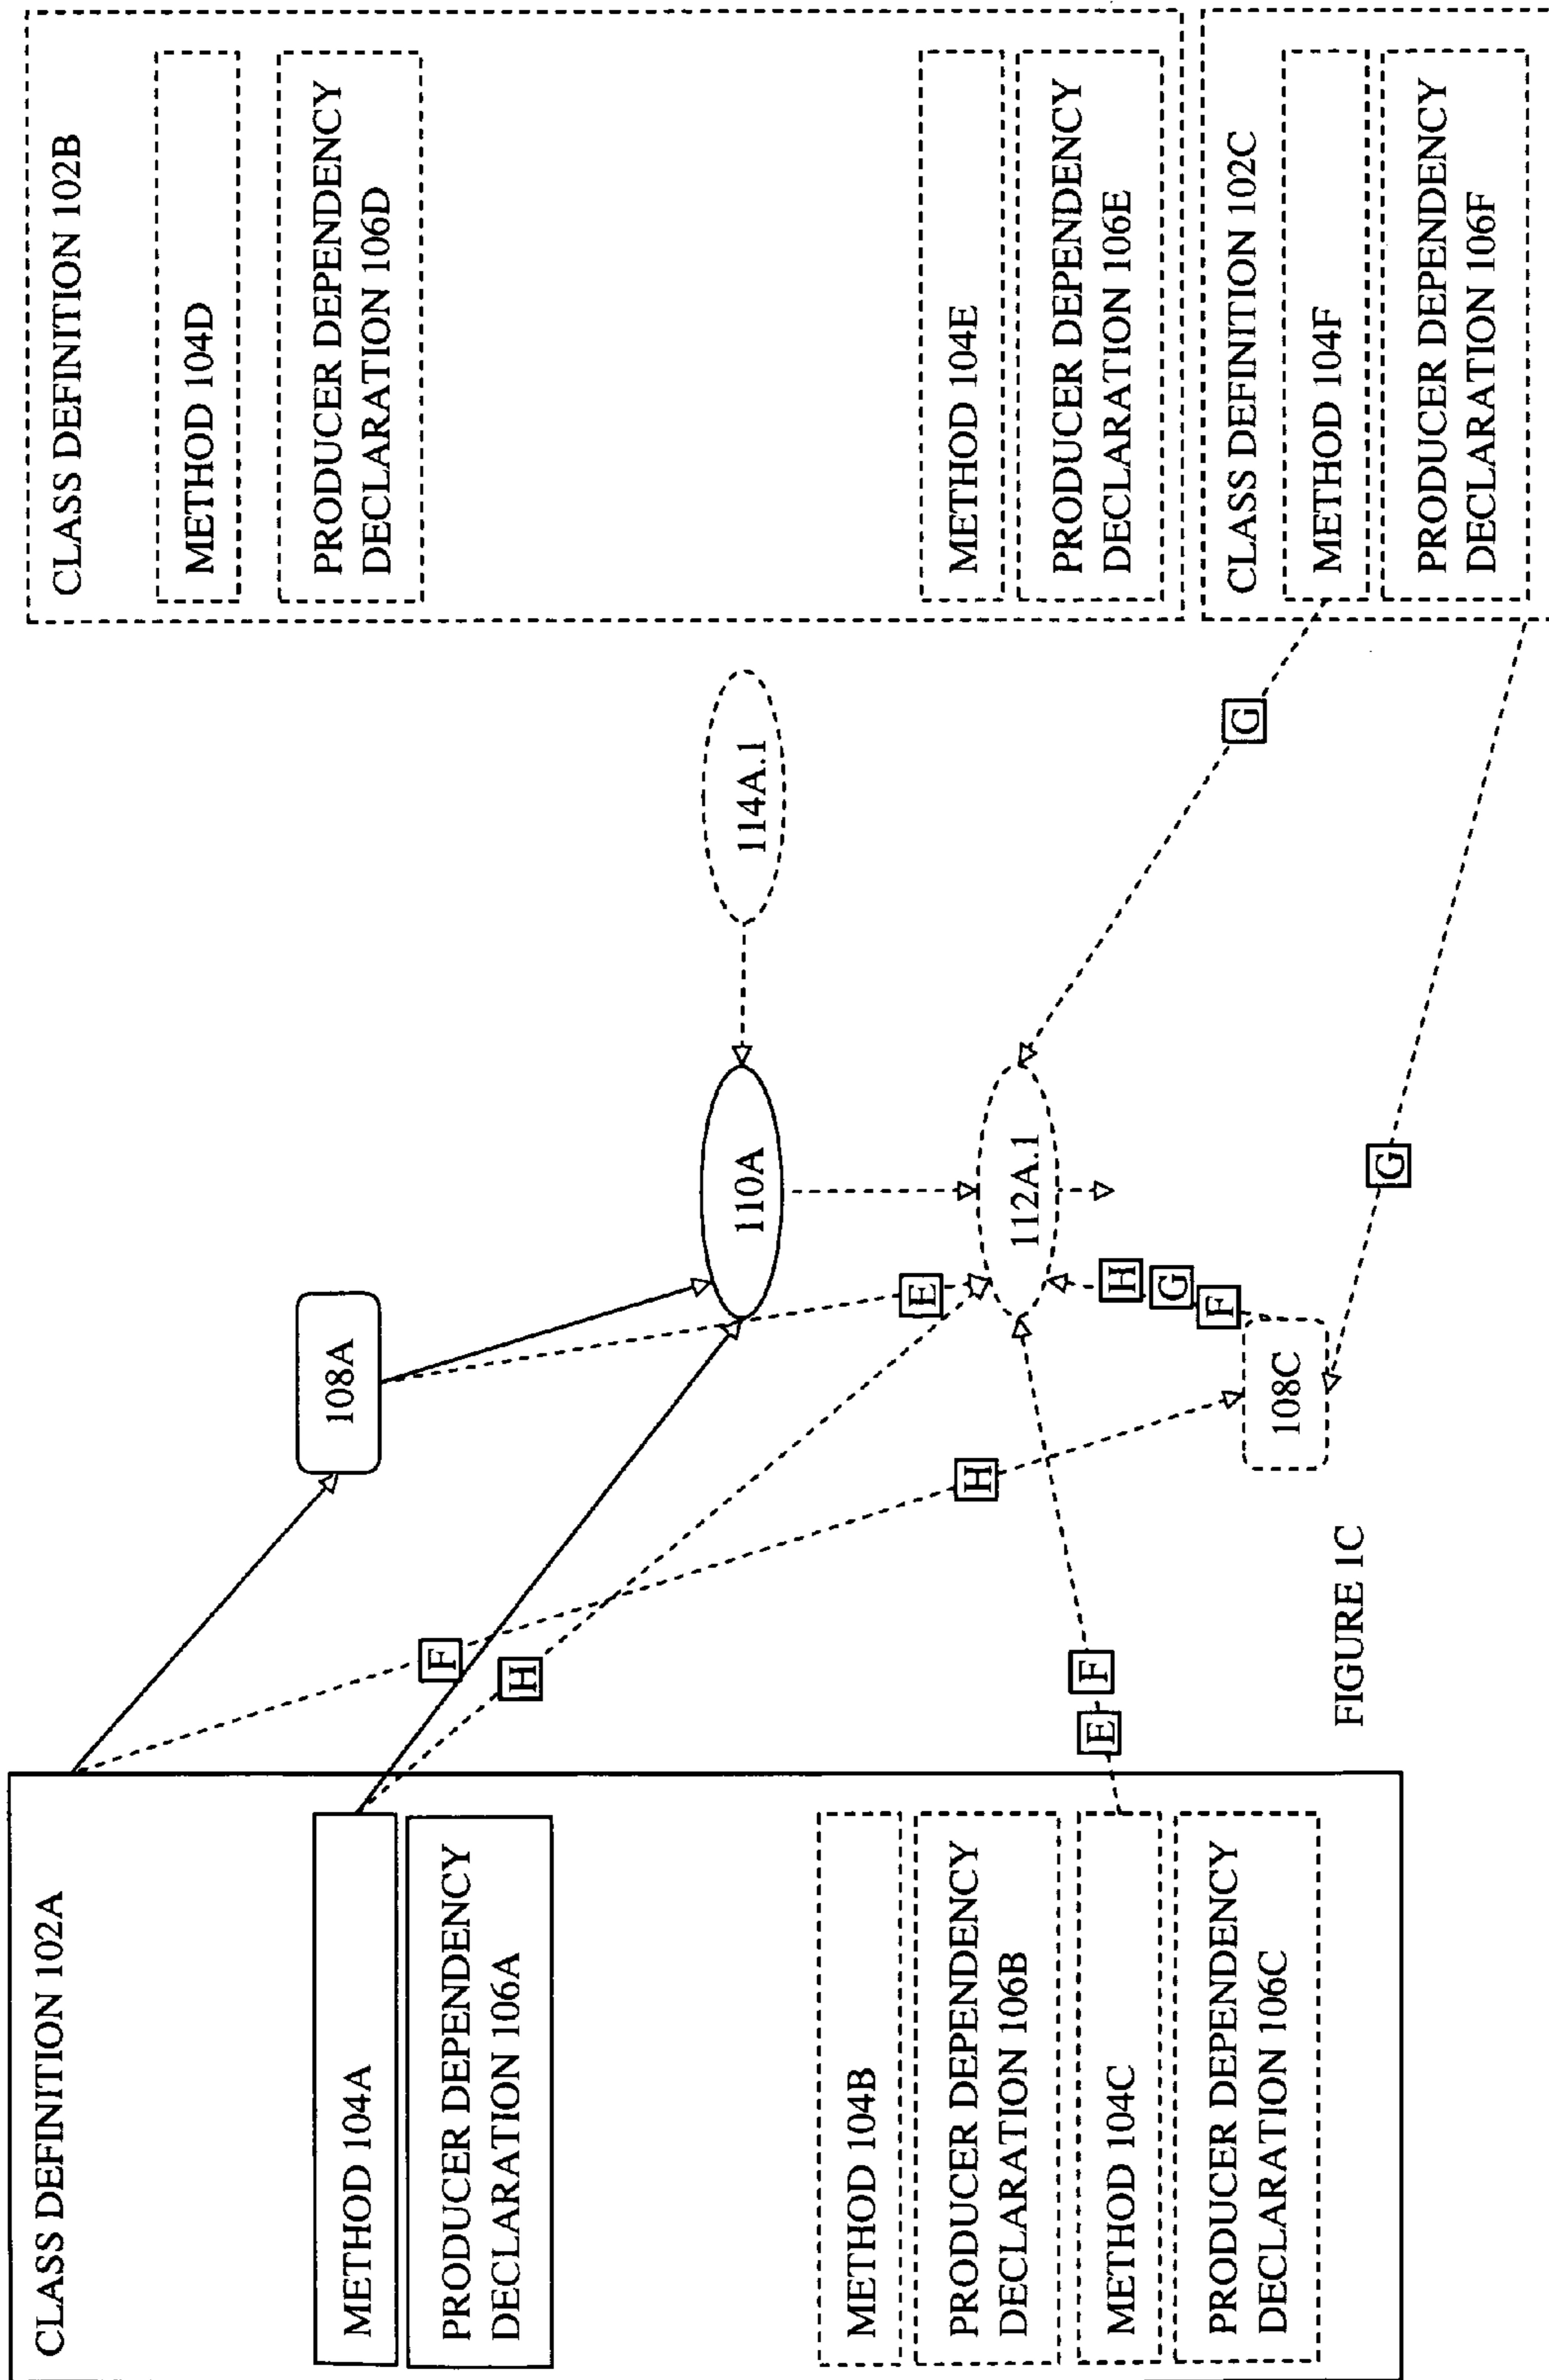 CLASS DEFINITION 102A
METHOD 104A
PRODUCER DEPENDENCY
DECLARATION 106A
METHOD 104B
PRODUCER DEPENDENCY
DECLARATION 106B
METHOD 104C
PRODUCER DEPENDENCY
DECLARATION 106C
F
H
E
F
H
108A
E
110A
114A.1
112A.1
H
G
F
108C
G
G
CLASS DEFINITION 102B
METHOD 104D
PRODUCER DEPENDENCY
DECLARATION 106D
METHOD 104E
PRODUCER DEPENDENCY
DECLARATION 106E
CLASS DEFINITION 102C
METHOD 104F
PRODUCER DEPENDENCY
DECLARATION 106F
FIGURE 1C